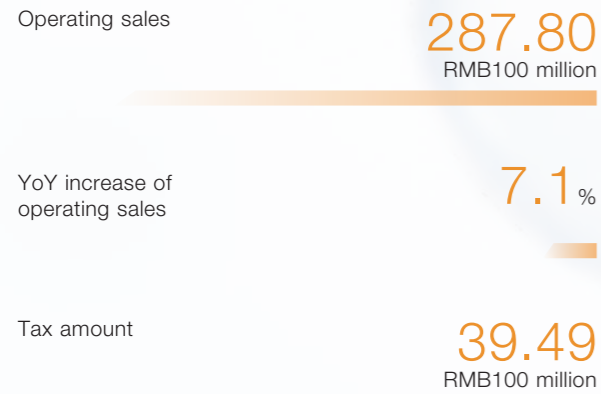 Operating sales
287.80
RMB100 million
YoY increase of
operating sales
7.1%
Tax amount
39.49
RMB100 million